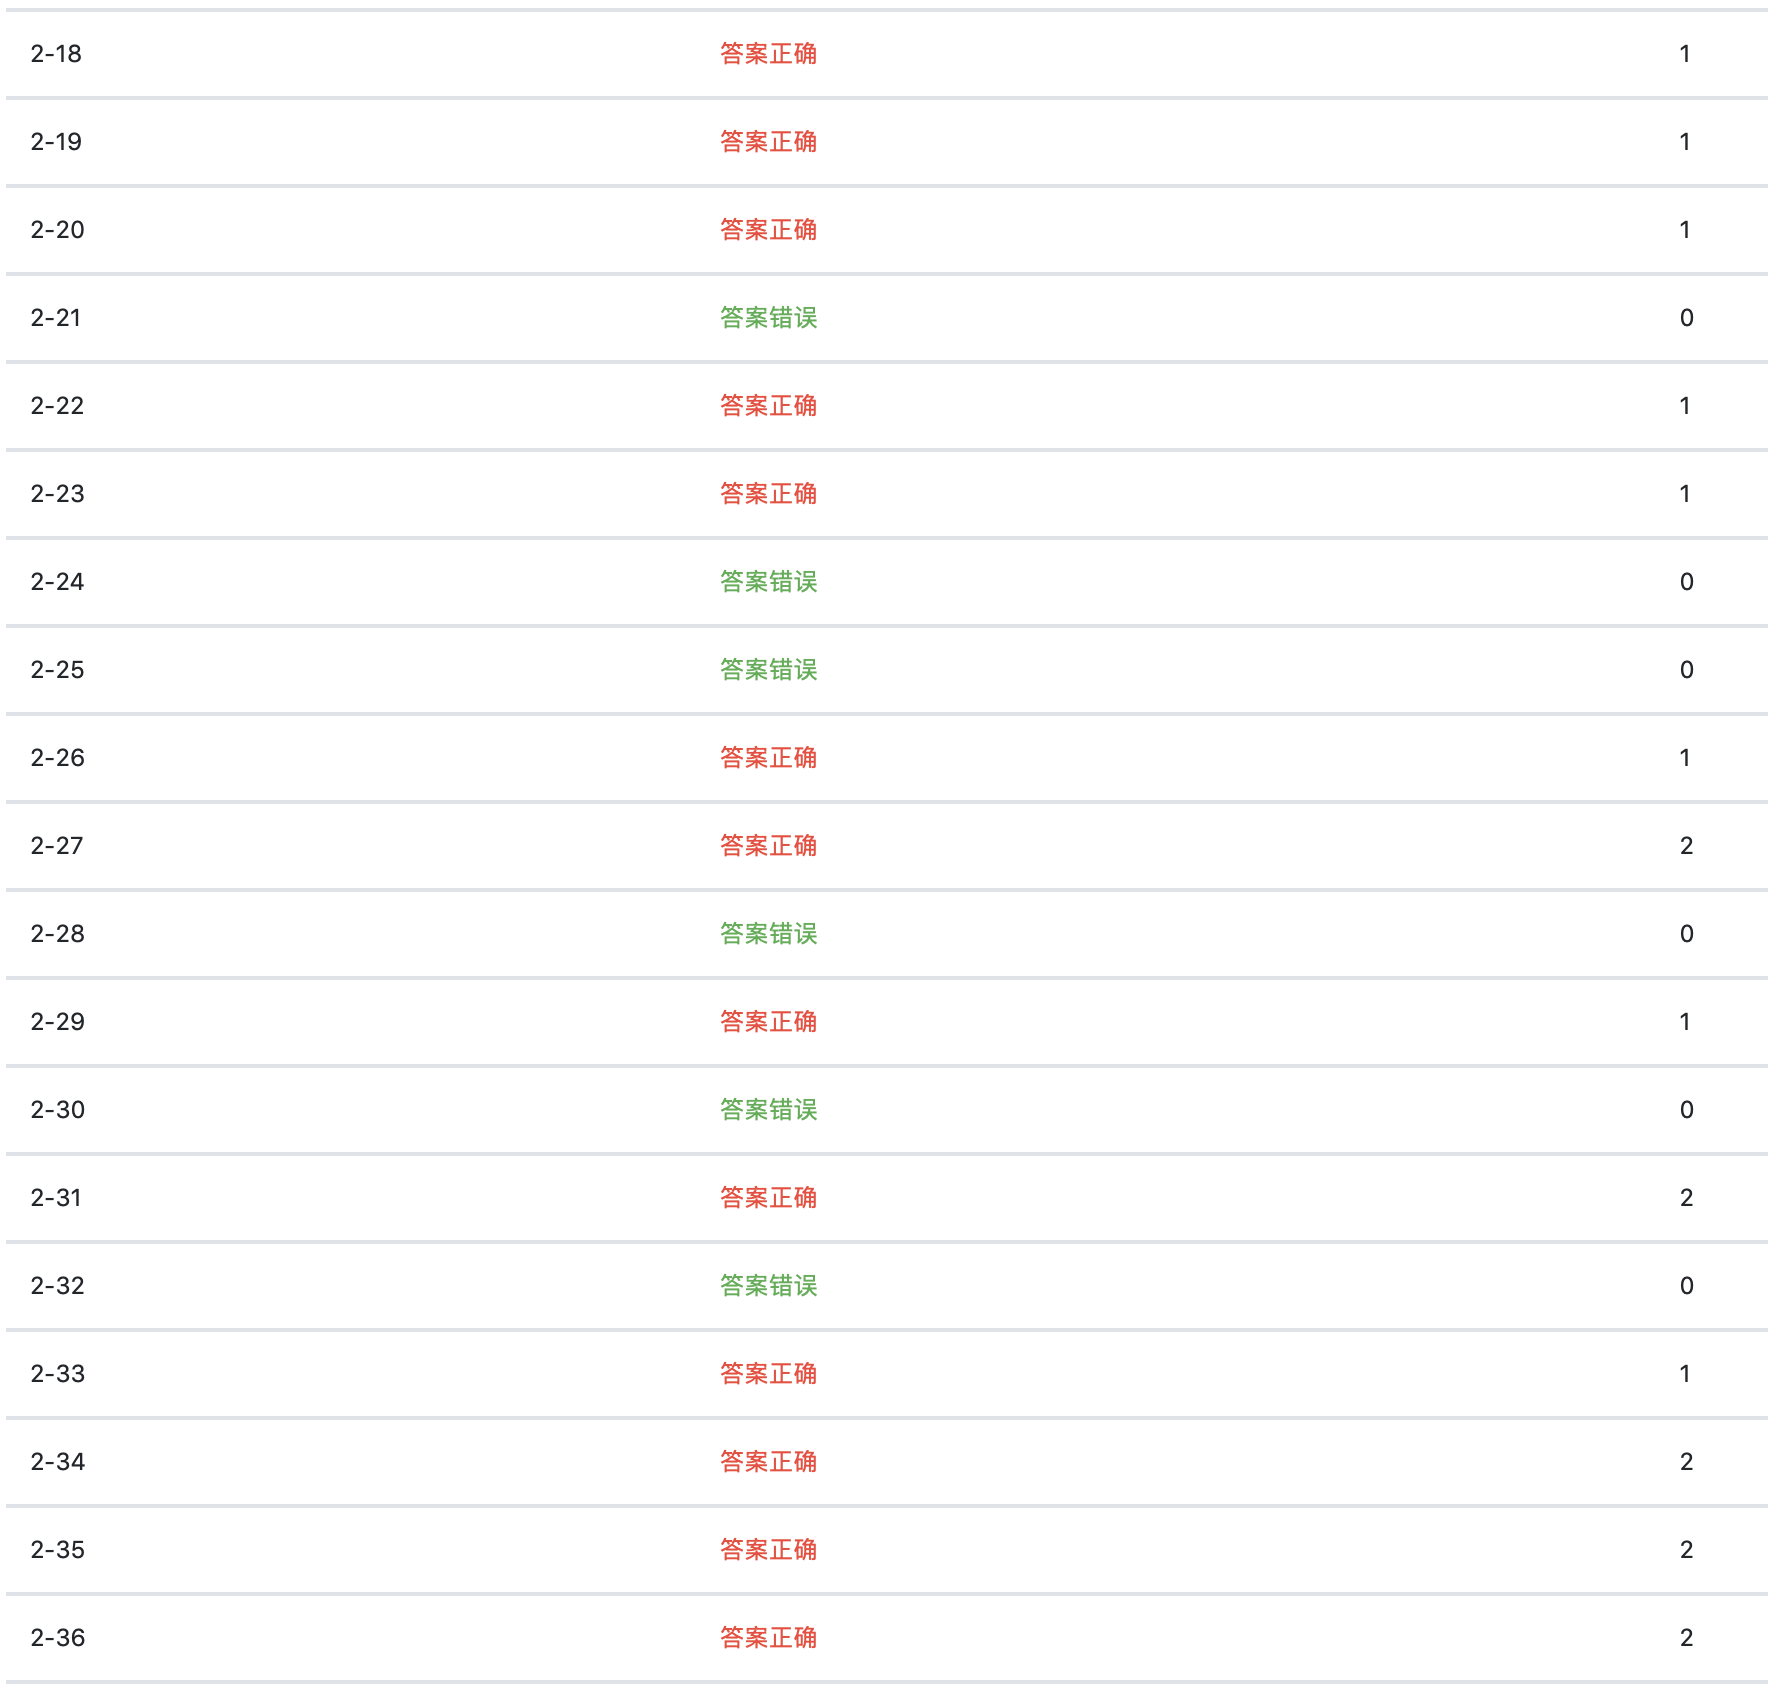 2-18 答案正确 1
2-19 答案正确 1
2-20 答案正确 1
2-21 答案错误 0
2-22 答案正确 1
2-23 答案正确 1
2-24 答案错误 0
2-25 答案错误 0
2-26 答案正确 1
2-27 答案正确 2
2-28 答案错误 0
2-29 答案正确 1
2-30 答案错误 0
2-31 答案正确 2
2-32 答案错误 0
2-33 答案正确 1
2-34 答案正确 2
2-35 答案正确 2
2-36 答案正确 2